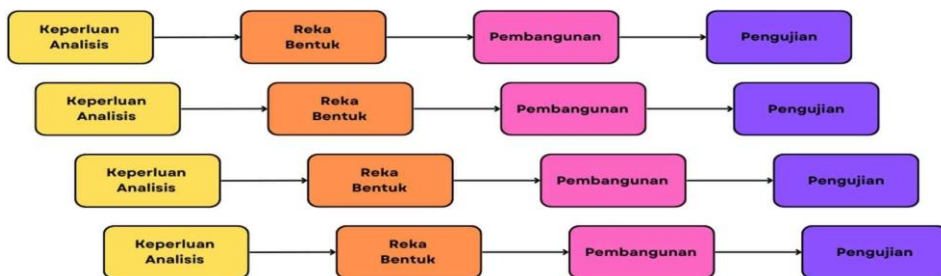 Keperluan
Analisis
Reka
Bentuk
Pembangunan
Pengujian
Keperluan
Analisis
Reka
Bentuk
Pembangunan
Pengujian
Keperluan
Analisis
Reka
Bentuk
Pembangunan
Pengujian
Keperluan
Analisis
Reka
Bentuk
Pembangunan
Pengujian